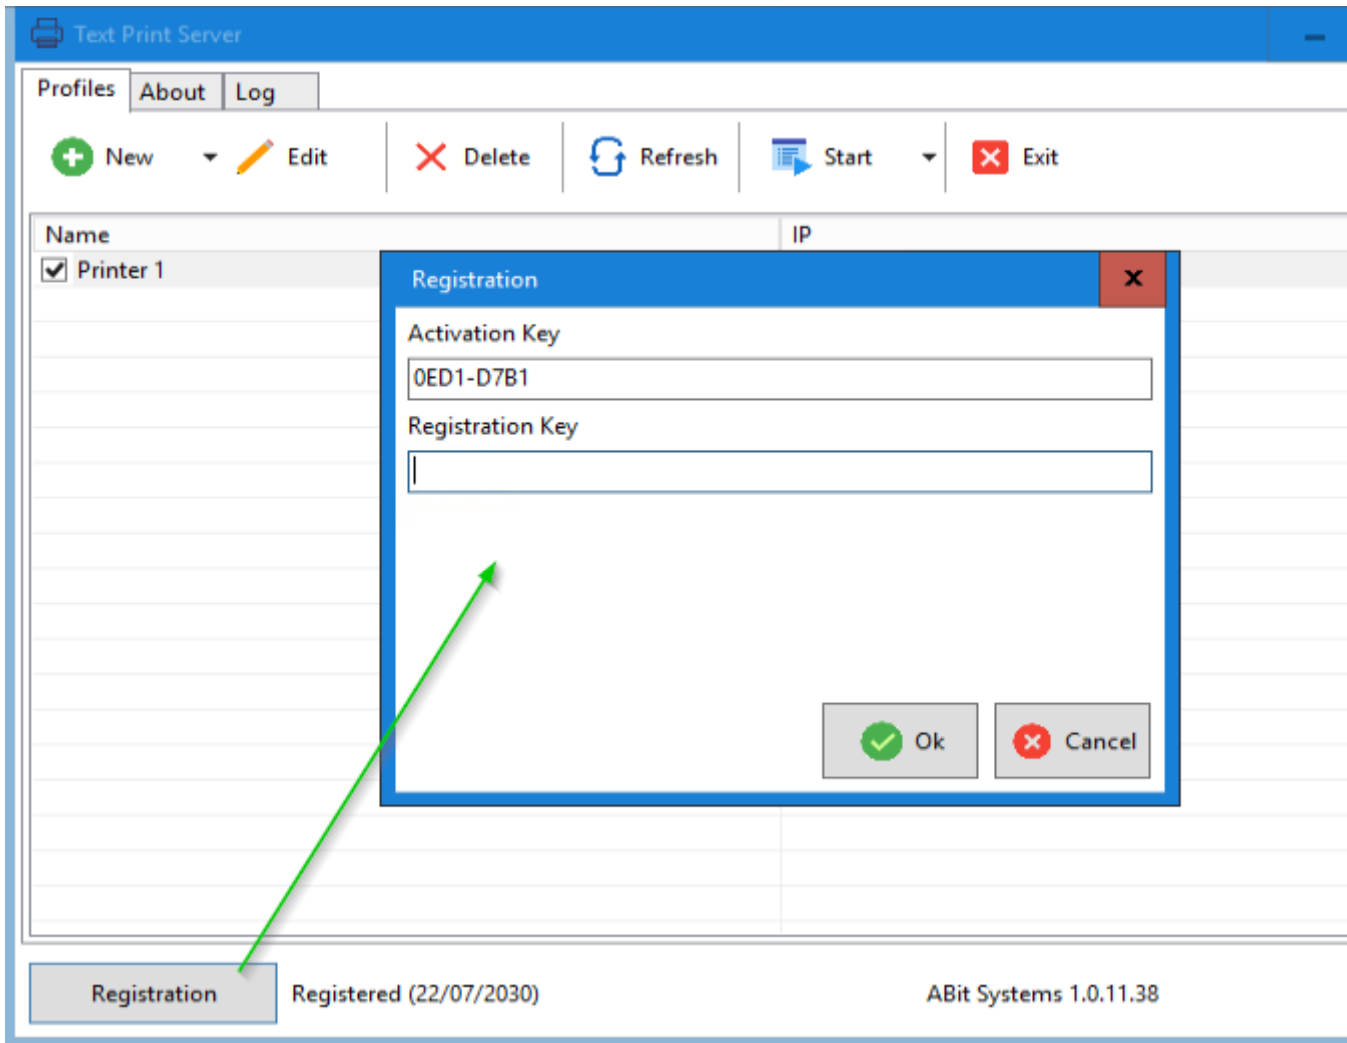 Text Print Server
Profiles About Log
New Edit Delete Refresh Start Exit
Name IP
Printer 1
Registration
Activation Key
0ED1-D7B1
Registration Key
Ok Cancel
Registration Registered (22/07/2030) ABit Systems 1.0.11.38